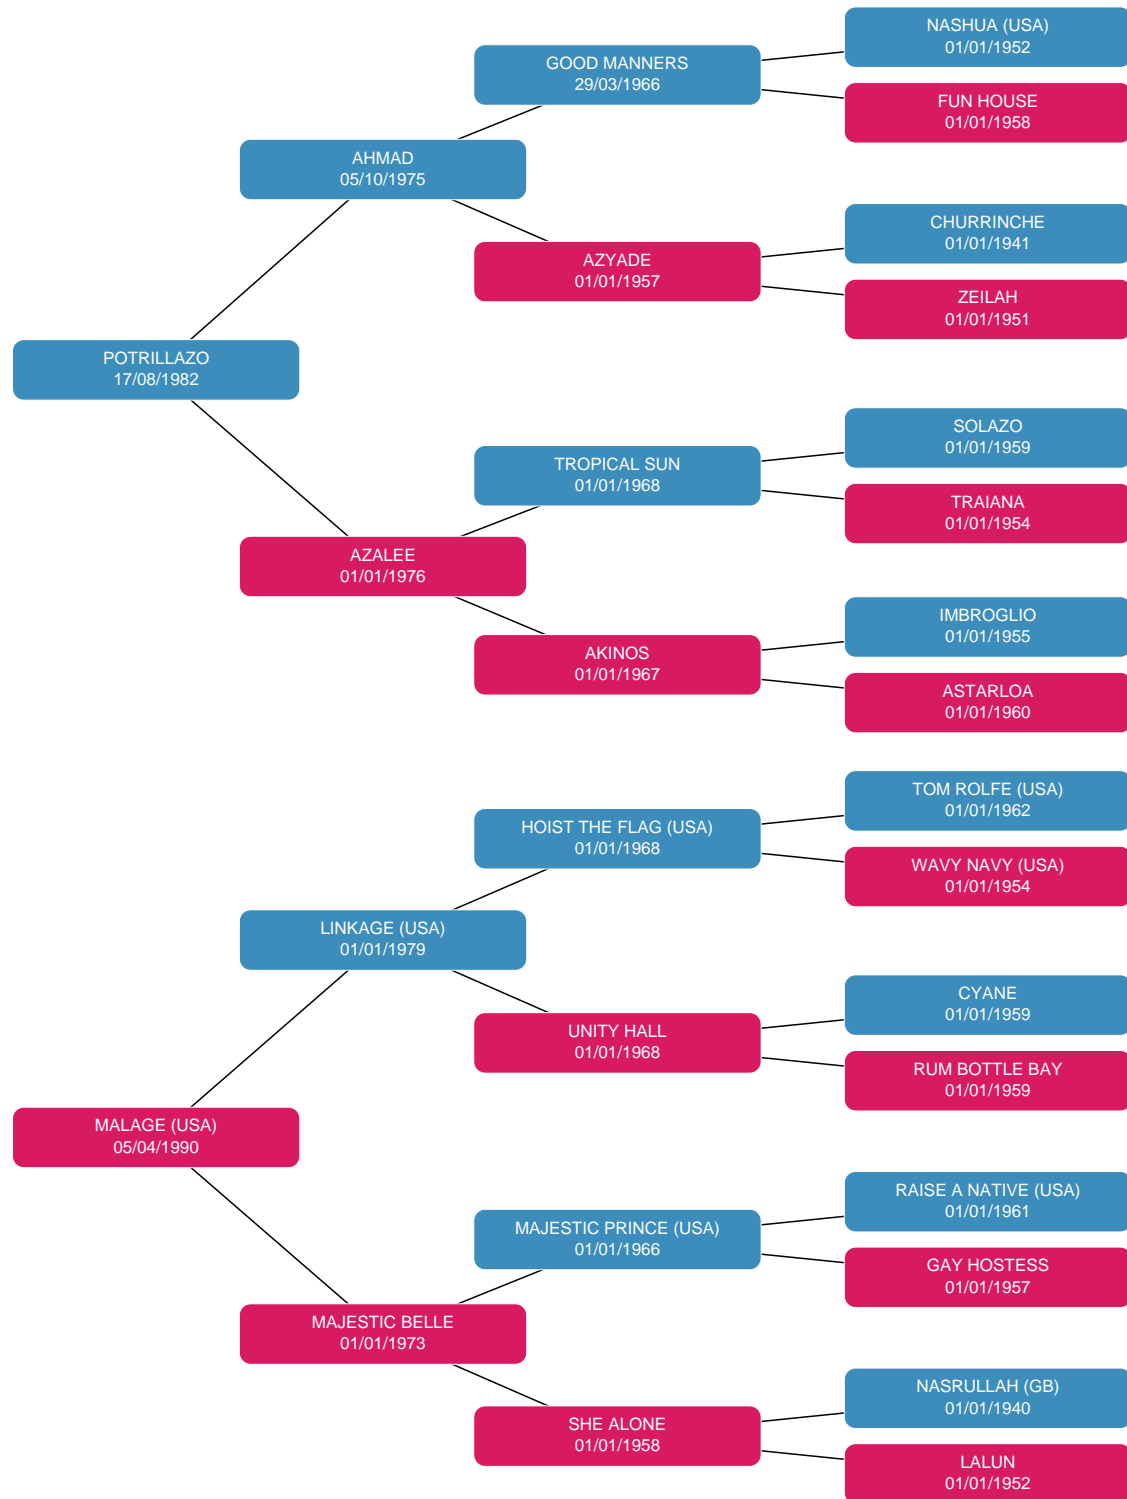 NASHUA (USA)
01/01/1952
GOOD MANNERS
29/03/1966
FUN HOUSE
01/01/1958
AHMAD
05/10/1975
CHURRINCHE
01/01/1941
AZYADE
01/01/1957
ZEILAH
01/01/1951
POTRILLAZO
17/08/1982
SOLAZO
01/01/1959
TROPICAL SUN
01/01/1968
TRAIANA
01/01/1954
AZALEE
01/01/1976
IMBROGLIO
01/01/1955
AKINOS
01/01/1967
ASTARLOA
01/01/1960
TOM ROLFE (USA)
01/01/1962
HOIST THE FLAG (USA)
01/01/1968
WAVY NAVY (USA)
01/01/1954
LINKAGE (USA)
01/01/1979
CYANE
01/01/1959
UNITY HALL
01/01/1968
RUM BOTTLE BAY
01/01/1959
MALAGE (USA)
05/04/1990
RAISE A NATIVE (USA)
01/01/1961
MAJESTIC PRINCE (USA)
01/01/1966
GAY HOSTESS
01/01/1957
MAJESTIC BELLE
01/01/1973
NASRULLAH (GB)
01/01/1940
SHE ALONE
01/01/1958
LALUN
01/01/1952